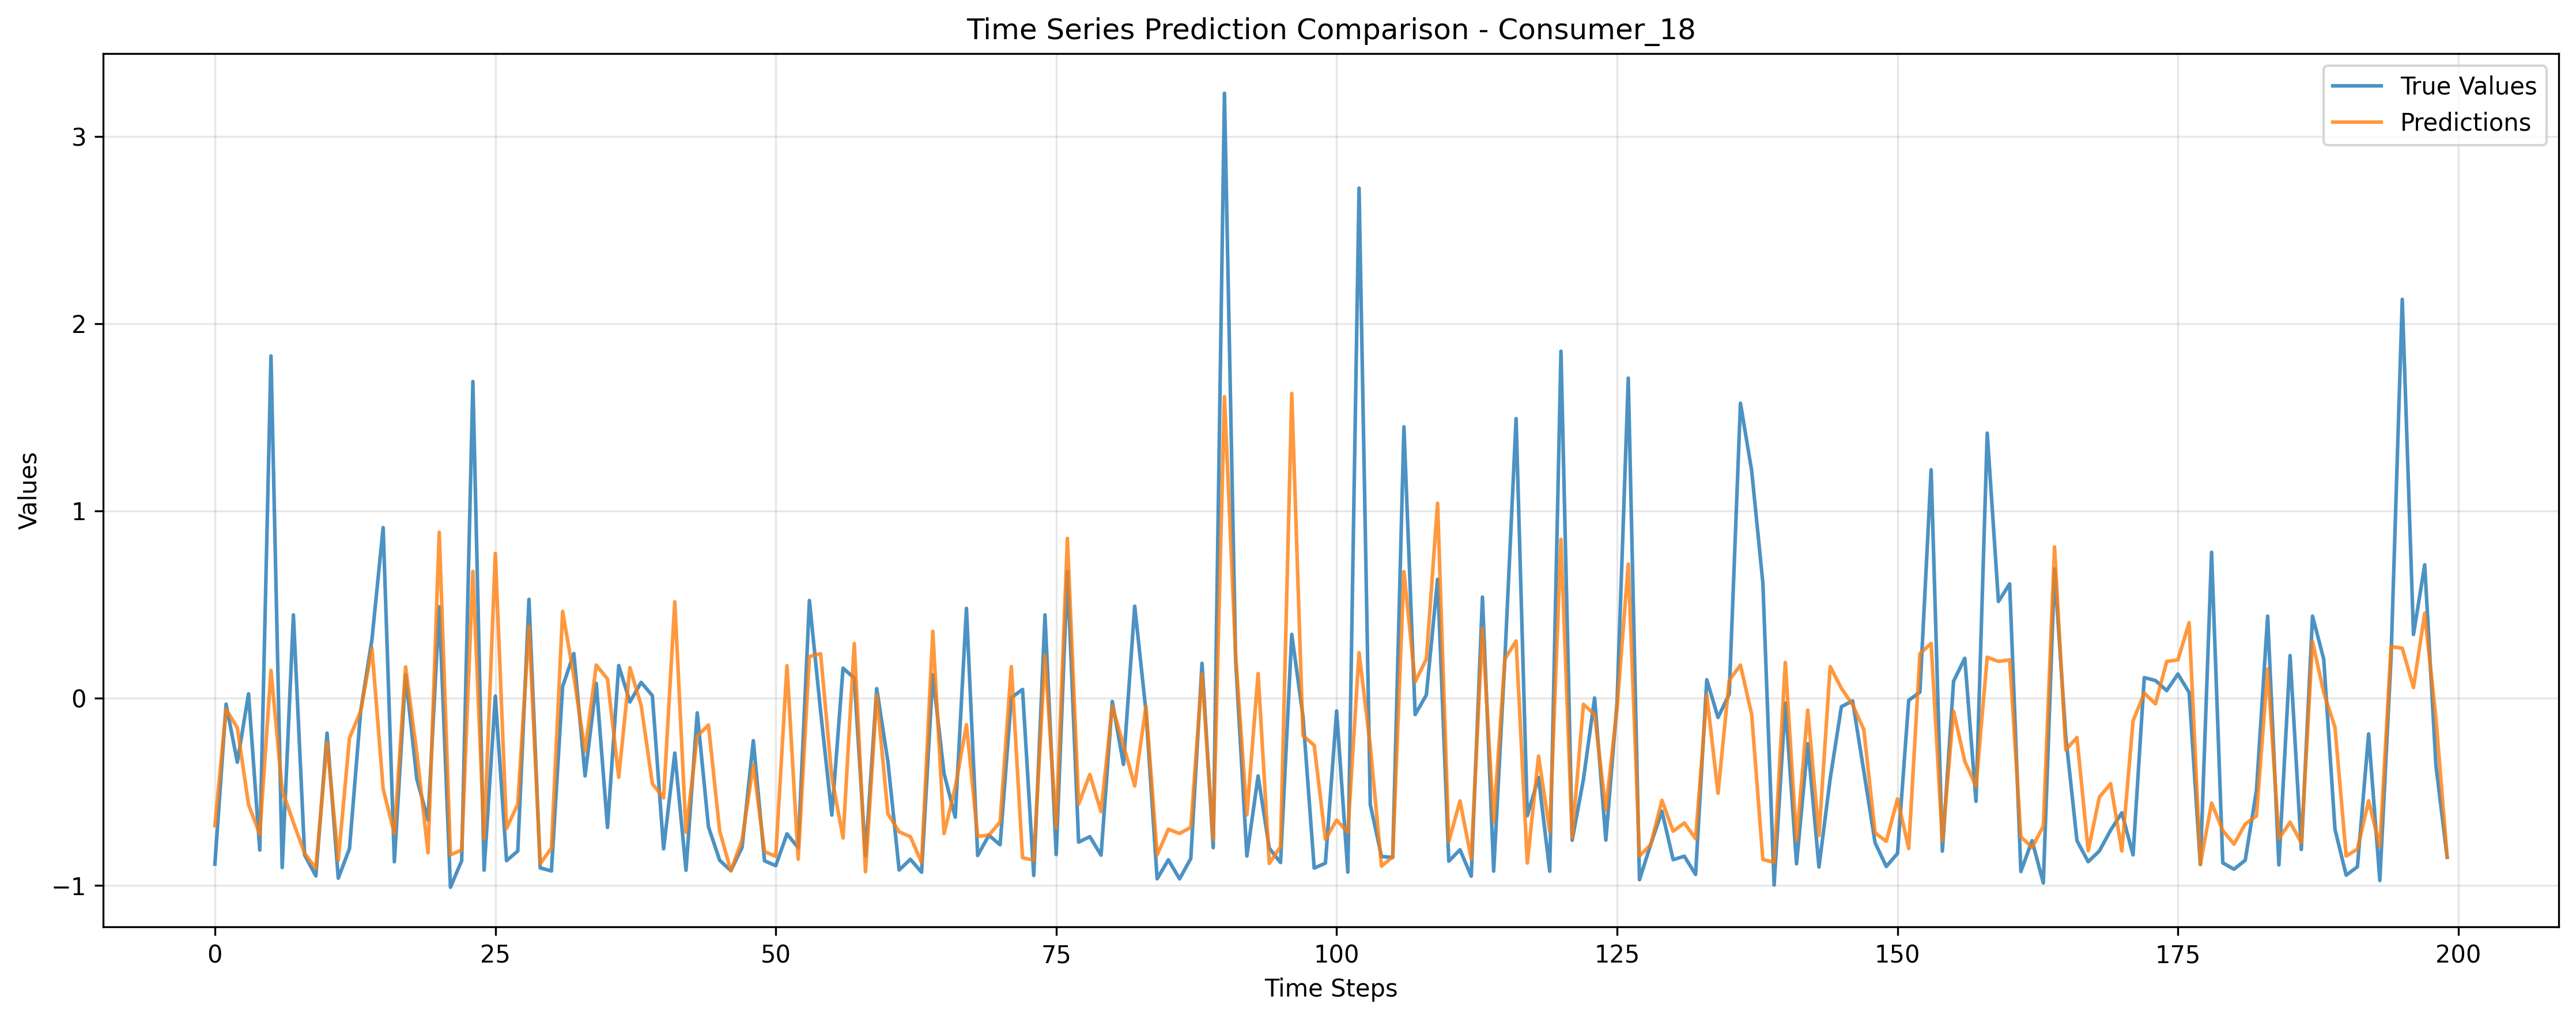 Time Series Prediction Comparison - Consumer_18
True Values
Predictions
Values
3
2
1
0
−1
0 25 50 75 100 125 150 175 200
Time Steps